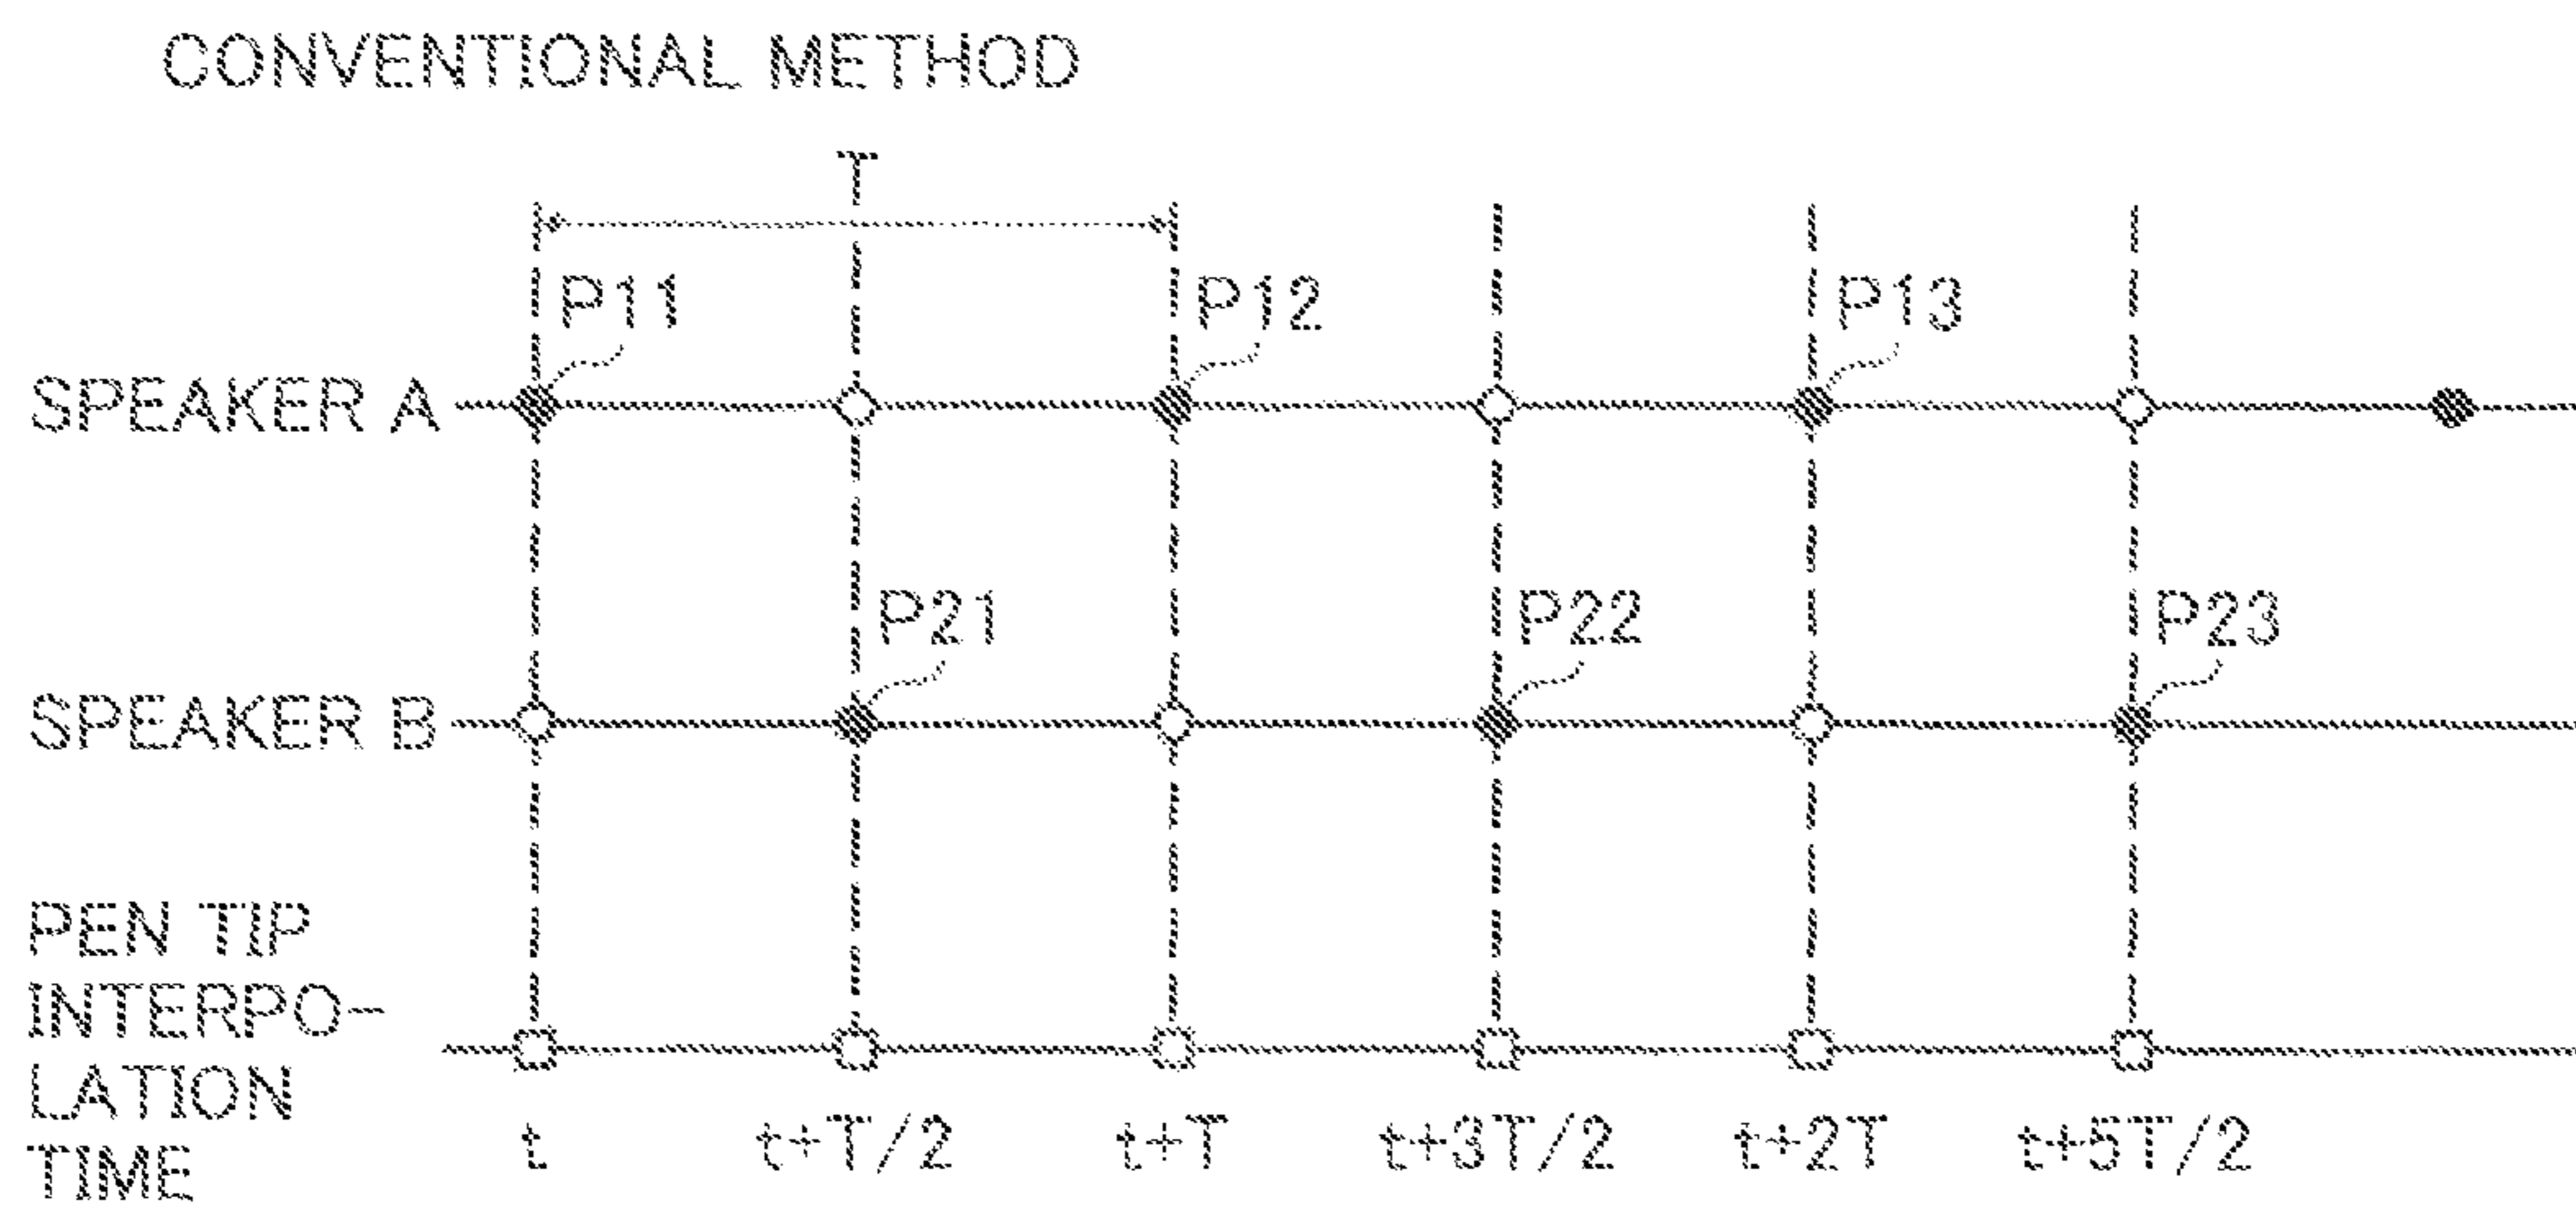 CONVENTIONAL METHOD
T
P11
P12
P13
SPEAKER A
P21
P22
P23
SPEAKER B
PEN TIP
INTERPO-
LATION
TIME
t
t+T/2
t+T
t+3T/2
t+2T
t+5T/2